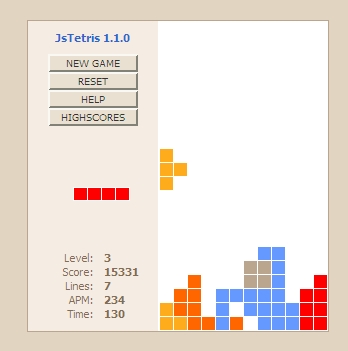 JsTetris 1.1.0
NEW GAME
RESET
HELP
HIGHSCORES
Level: 3
Score: 15331
Lines: 7
APM: 234
Time: 130